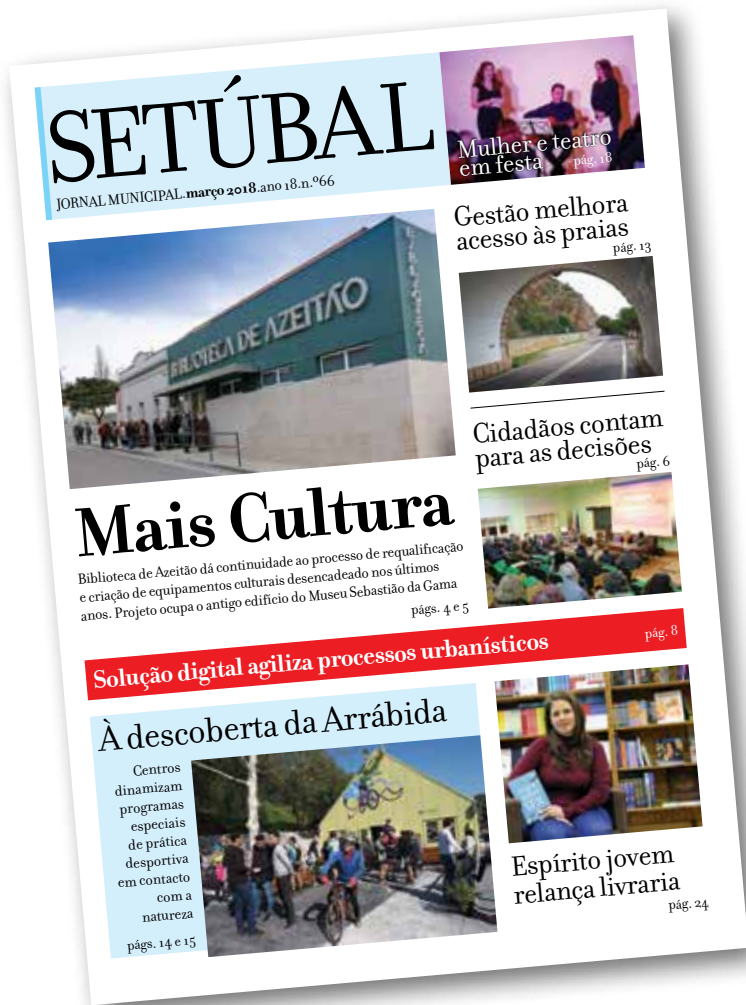 SETÚBAL
JORNAL MUNICIPAL.março 2018.ano 18.n.º66
Mulher e teatro
em festa pág. 18
Gestão melhora
acesso às praias
pág. 13
BIBLIOTECA DE AZEITÃO
Cidadãos contam
para as decisões
pág. 6
Mais Cultura
Biblioteca de Azeitão dá continuidade ao processo de requalificação
e criação de equipamentos culturais desencadeado nos últimos
anos. Projeto ocupa o antigo edifício do Museu Sebastião da Gama
págs. 4 e 5
Solução digital agiliza processos urbanísticos pág. 8
À descoberta da Arrábida
Centros
dinamizam
programas
especiais
de prática
desportiva
em contacto
com a
natureza
págs. 14 e 15
Espírito jovem
relança livraria
pág. 24